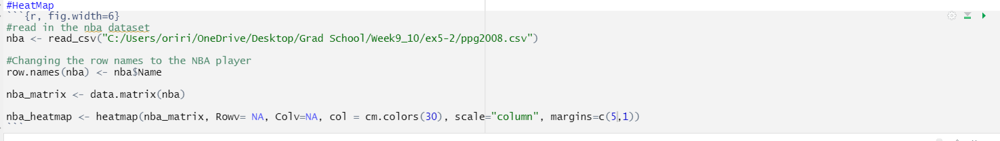 #HeatMap
```{r, fig.width=6}
#read in the nba dataset
nba <- read_csv("C:/Users/oriri/OneDrive/Desktop/Grad School/Week9_10/ex5-2/ppg2008.csv")
#Changing the row names to the NBA player
row.names(nba) <- nba$Name
nba_matrix <- data.matrix(nba)
nba_heatmap <- heatmap(nba_matrix, Rowv= NA, Colv=NA, col = cm.colors(30), scale="column", margins=c(5,1))
```